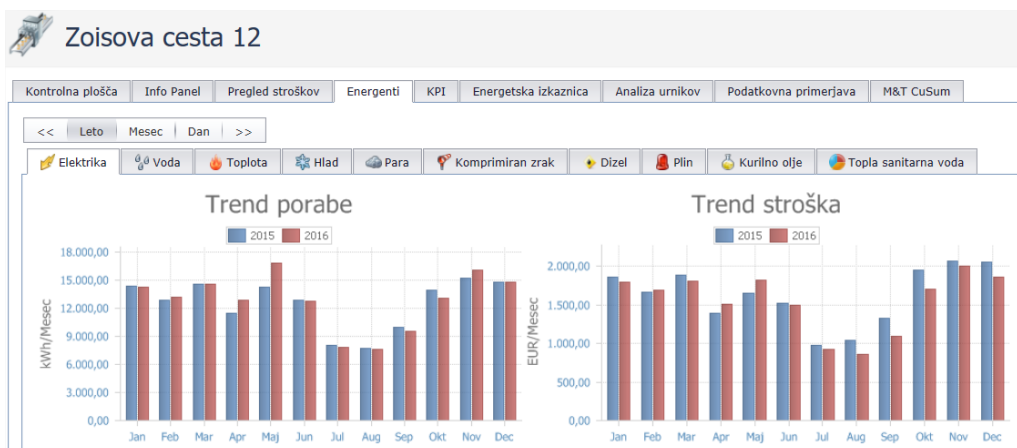 Zoisova cesta 12
Kontrolna plošča Info Panel Pregled stroškov Energenti KPI Energetska izkaznica Analiza urnikov Podatkovna primerjava M&T CuSum
<< Leto Mesec Dan >>
Elektrika Voda Toplota Hlad Para Komprimiran zrak Dizel Plin Kurilno olje Topla sanitarna voda
Trend porabe
2015 2016
18.000,00
15.000,00
12.000,00
9.000,00
6.000,00
3.000,00
0,00
kWh/Mesec
Jan Feb Mar Apr Maj Jun Jul Aug Sep Okt Nov Dec
Trend stroška
2015 2016
2.000,00
1.500,00
1.000,00
500,00
0,00
EUR/Mesec
Jan Feb Mar Apr Maj Jun Jul Aug Sep Okt Nov Dec